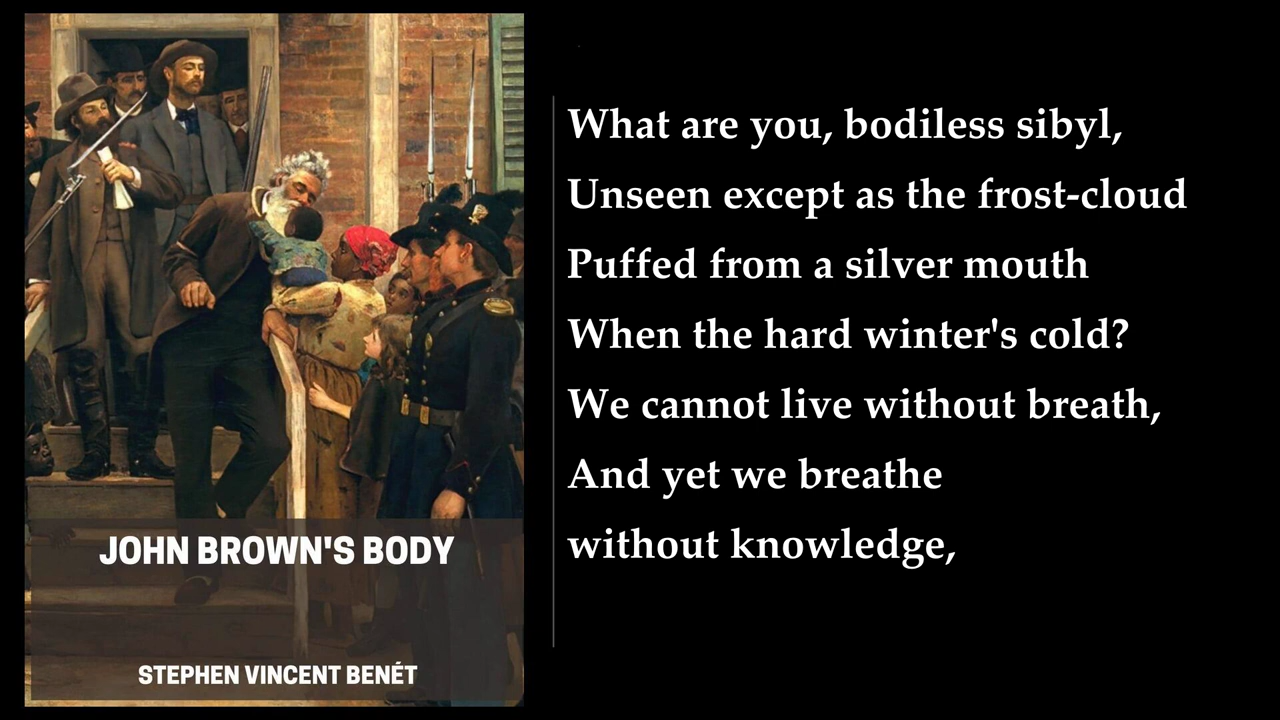 JOHN BROWN'S BODY
STEPHEN VINCENT BENÉT
What are you, bodiless sibyl,
Unseen except as the frost-cloud
Puffed from a silver mouth
When the hard winter's cold?
We cannot live without breath,
And yet we breathe
without knowledge,